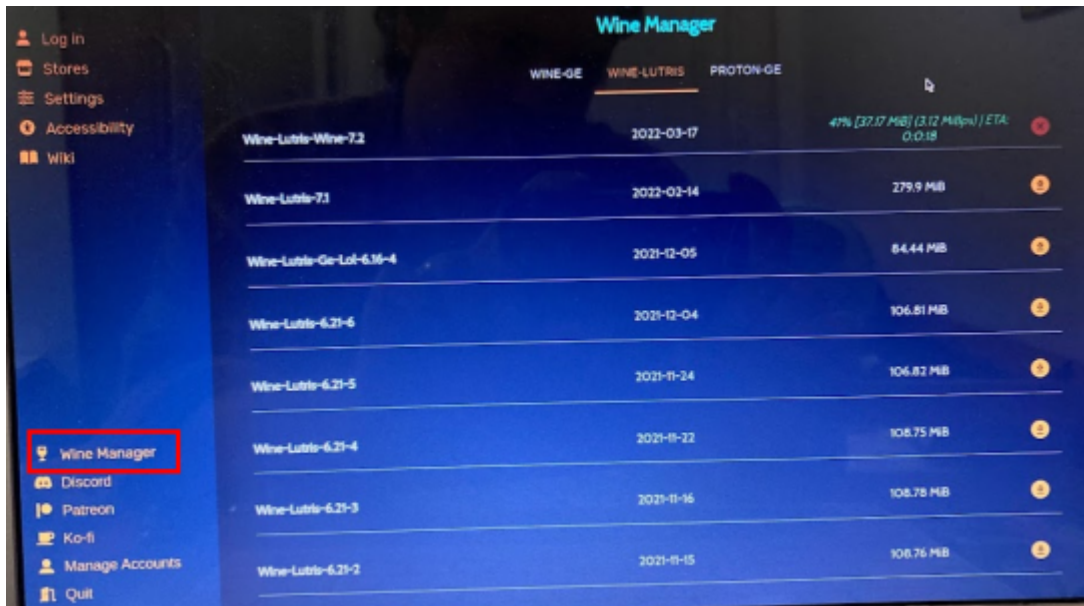 Wine Manager
Log in
Stores
Settings
Accessibility
Wiki
WINE-GE WINE-LUTRIS PROTON-GE
Wine-Lutris-Wine-7.2 2022-03-17 41% [37.17 MiB] (3.12 MiBps) | ETA:
0:0:18
Wine-Lutris-7.1 2022-02-14 279.9 MiB
Wine-Lutris-Ge-Lol-6.16-4 2021-12-05 84.44 MiB
Wine-Lutris-6.21-6 2021-12-04 106.81 MiB
Wine-Lutris-6.21-5 2021-11-24 106.82 MiB
Wine-Lutris-6.21-4 2021-11-22 108.75 MiB
Wine-Lutris-6.21-3 2021-11-16 108.78 MiB
Wine-Lutris-6.21-2 2021-11-15 108.76 MiB
Wine Manager
Discord
Patreon
Ko-fi
Manage Accounts
Quit